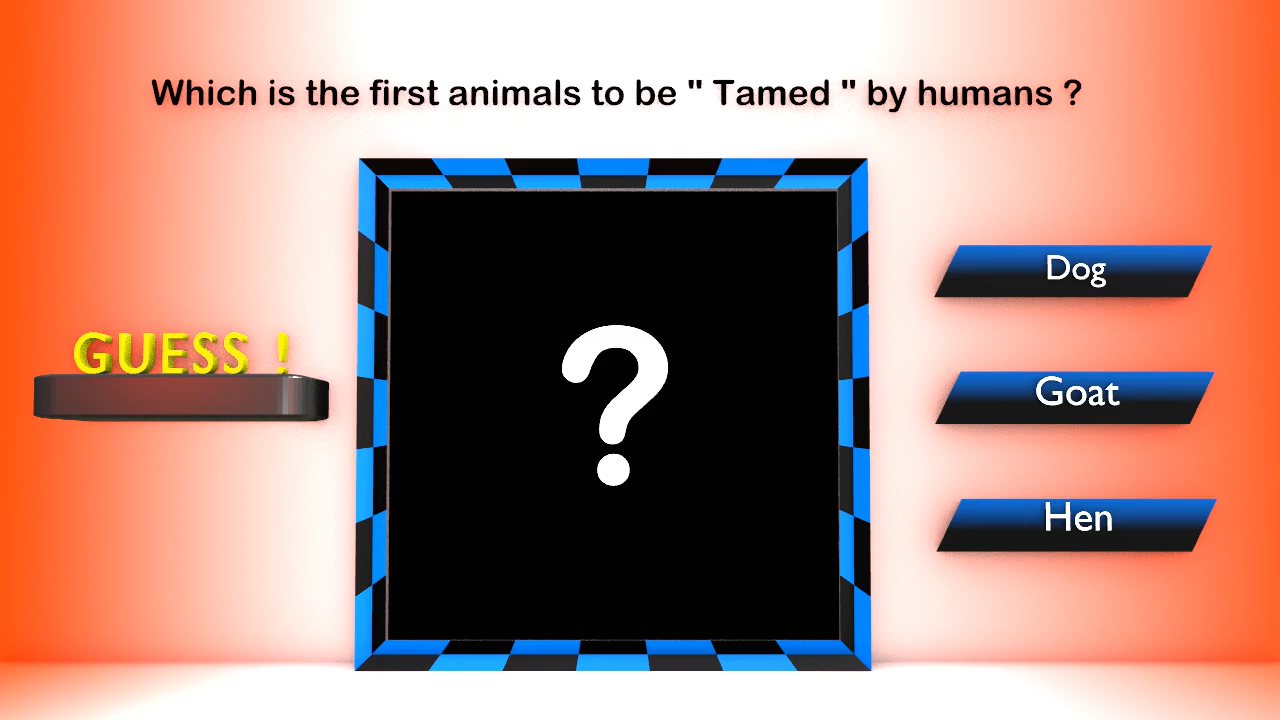 Which is the first animals to be " Tamed " by humans ?
GUESS !
?
Dog
Goat
Hen